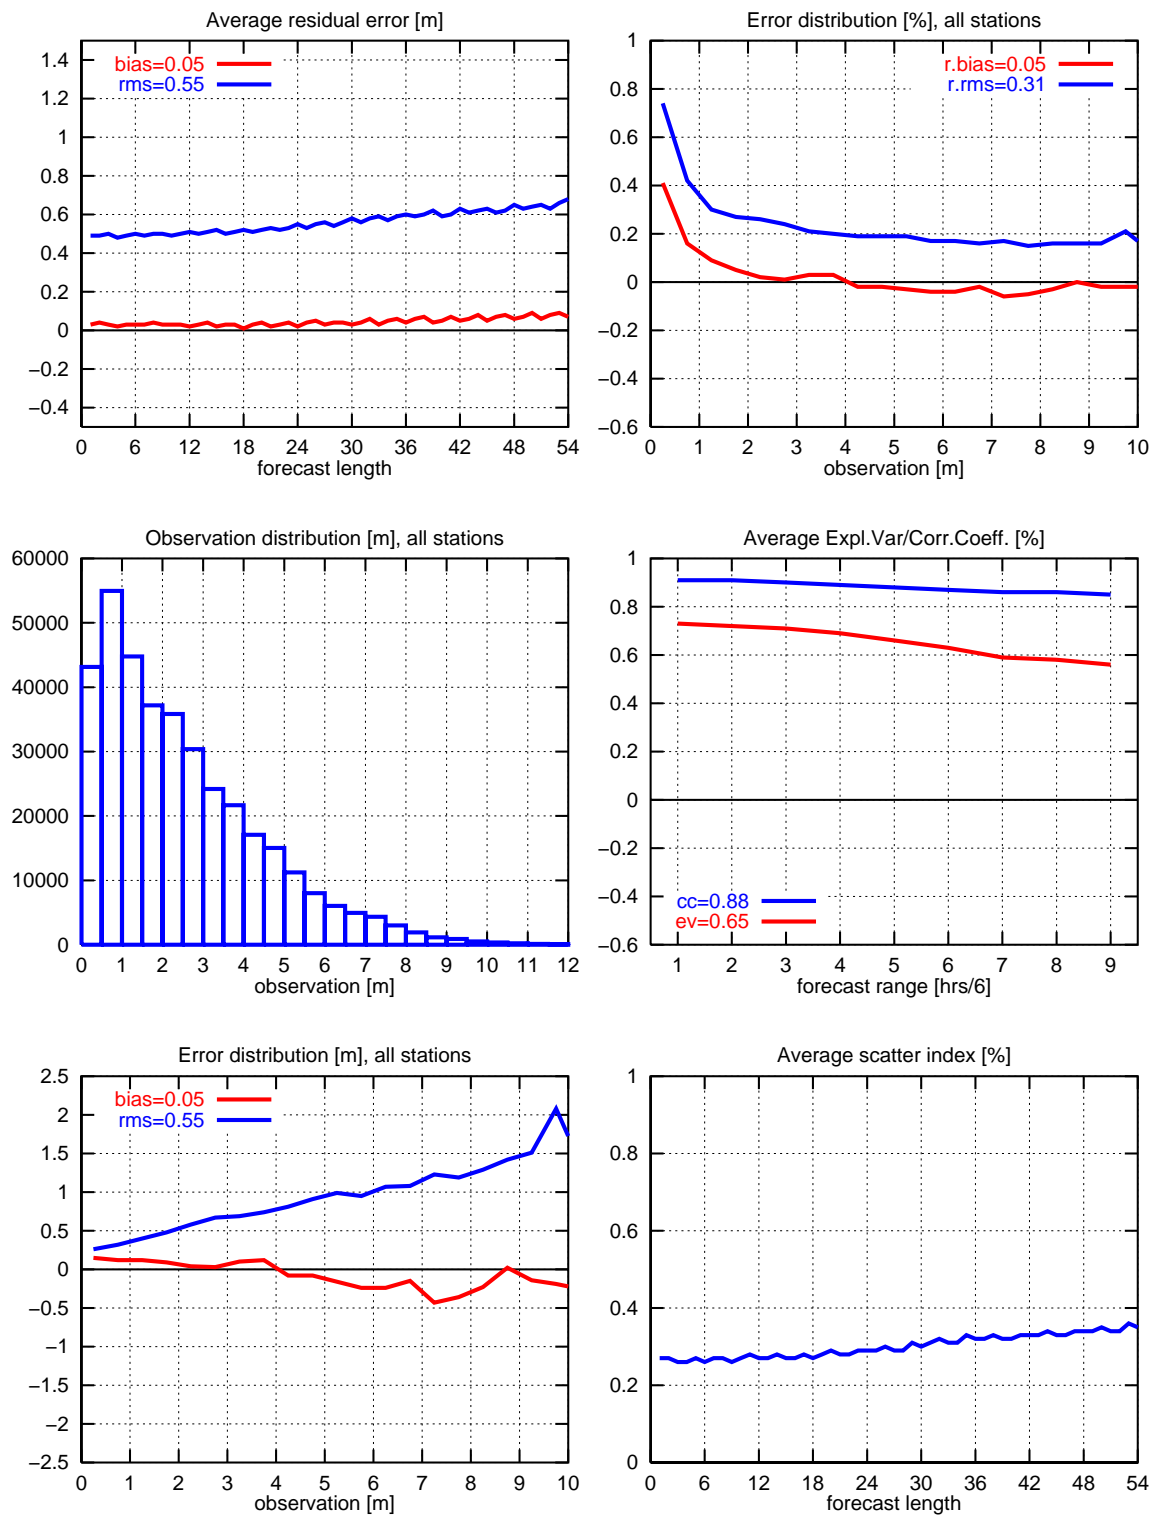 Average residual error [m]
bias=0.05
rms=0.55
1.4
1.2
1
0.8
0.6
0.4
0.2
0
−0.2
−0.4
0 6 12 18 24 30 36 42 48 54
forecast length
Error distribution [%], all stations
r.bias=0.05
r.rms=0.31
1
0.8
0.6
0.4
0.2
0
−0.2
−0.4
−0.6
0 1 2 3 4 5 6 7 8 9 10
observation [m]
Observation distribution [m], all stations
60000
50000
40000
30000
20000
10000
0
0 1 2 3 4 5 6 7 8 9 10 11 12
observation [m]
Average Expl.Var/Corr.Coeff. [%]
1
0.8
0.6
0.4
0.2
0
−0.2
−0.4
−0.6
cc=0.88
ev=0.65
1 2 3 4 5 6 7 8 9
forecast range [hrs/6]
Error distribution [m], all stations
bias=0.05
rms=0.55
2.5
2
1.5
1
0.5
0
−0.5
−1
−1.5
−2
−2.5
0 1 2 3 4 5 6 7 8 9 10
observation [m]
Average scatter index [%]
1
0.8
0.6
0.4
0.2
0
0 6 12 18 24 30 36 42 48 54
forecast length